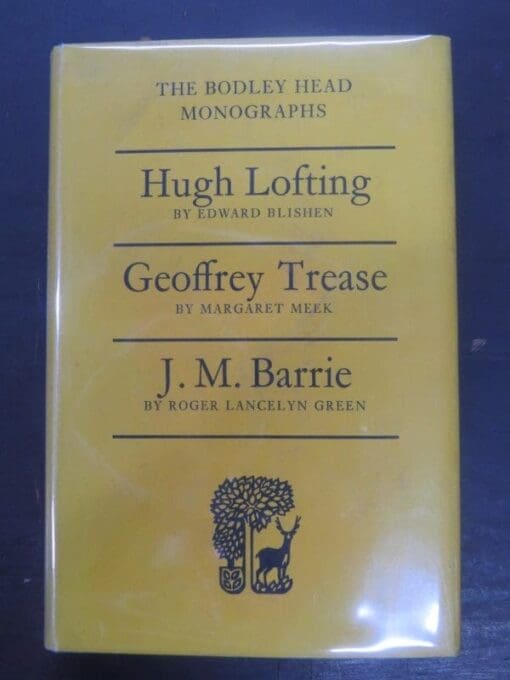 THE BODLEY HEAD
MONOGRAPHS
Hugh Lofting
BY EDWARD BLISHEN
Geoffrey Trease
BY MARGARET MEEK
J. M. Barrie
BY ROGER LANCELYN GREEN